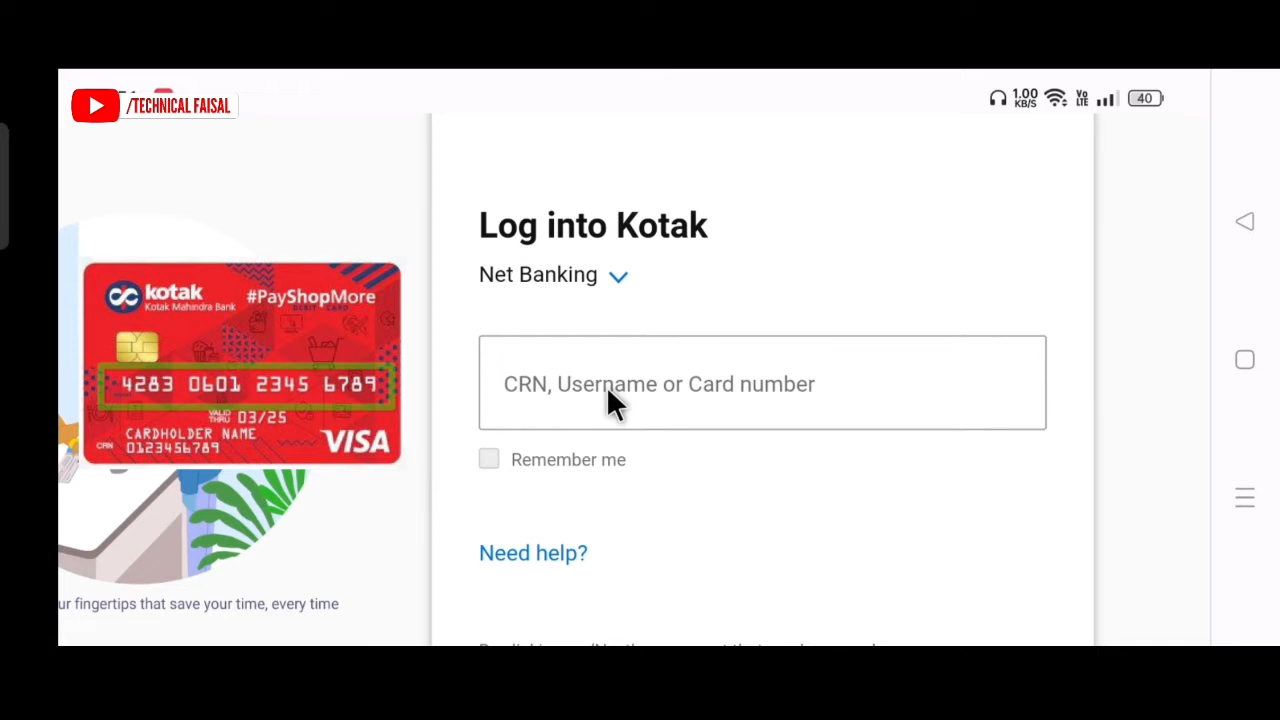 /TECHNICAL FAISAL
1.00 KB/S
Vo LTE
40
kotak
Kotak Mahindra Bank
#PayShopMore
DEBIT CARD
4283 0601 2345 6789
VALID THRU 03/25
CARDHOLDER NAME
CRN 0123456789
VISA
ur fingertips that save your time, every time
Log into Kotak
Net Banking
CRN, Username or Card number
Remember me
Need help?